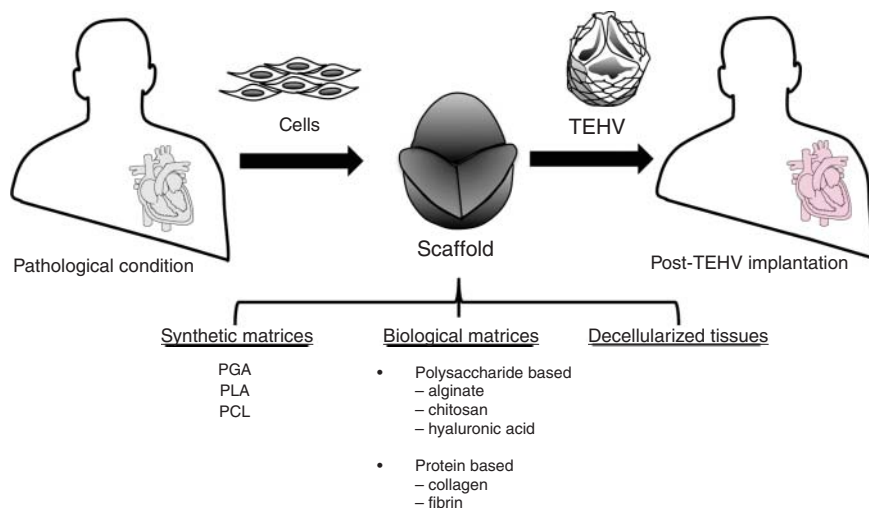 Cells
TEHV
Scaffold
Pathological condition
Post-TEHV implantation
Synthetic matrices
PGA
PLA
PCL
Biological matrices
• Polysaccharide based
– alginate
– chitosan
– hyaluronic acid
• Protein based
– collagen
– fibrin
Decellularized tissues